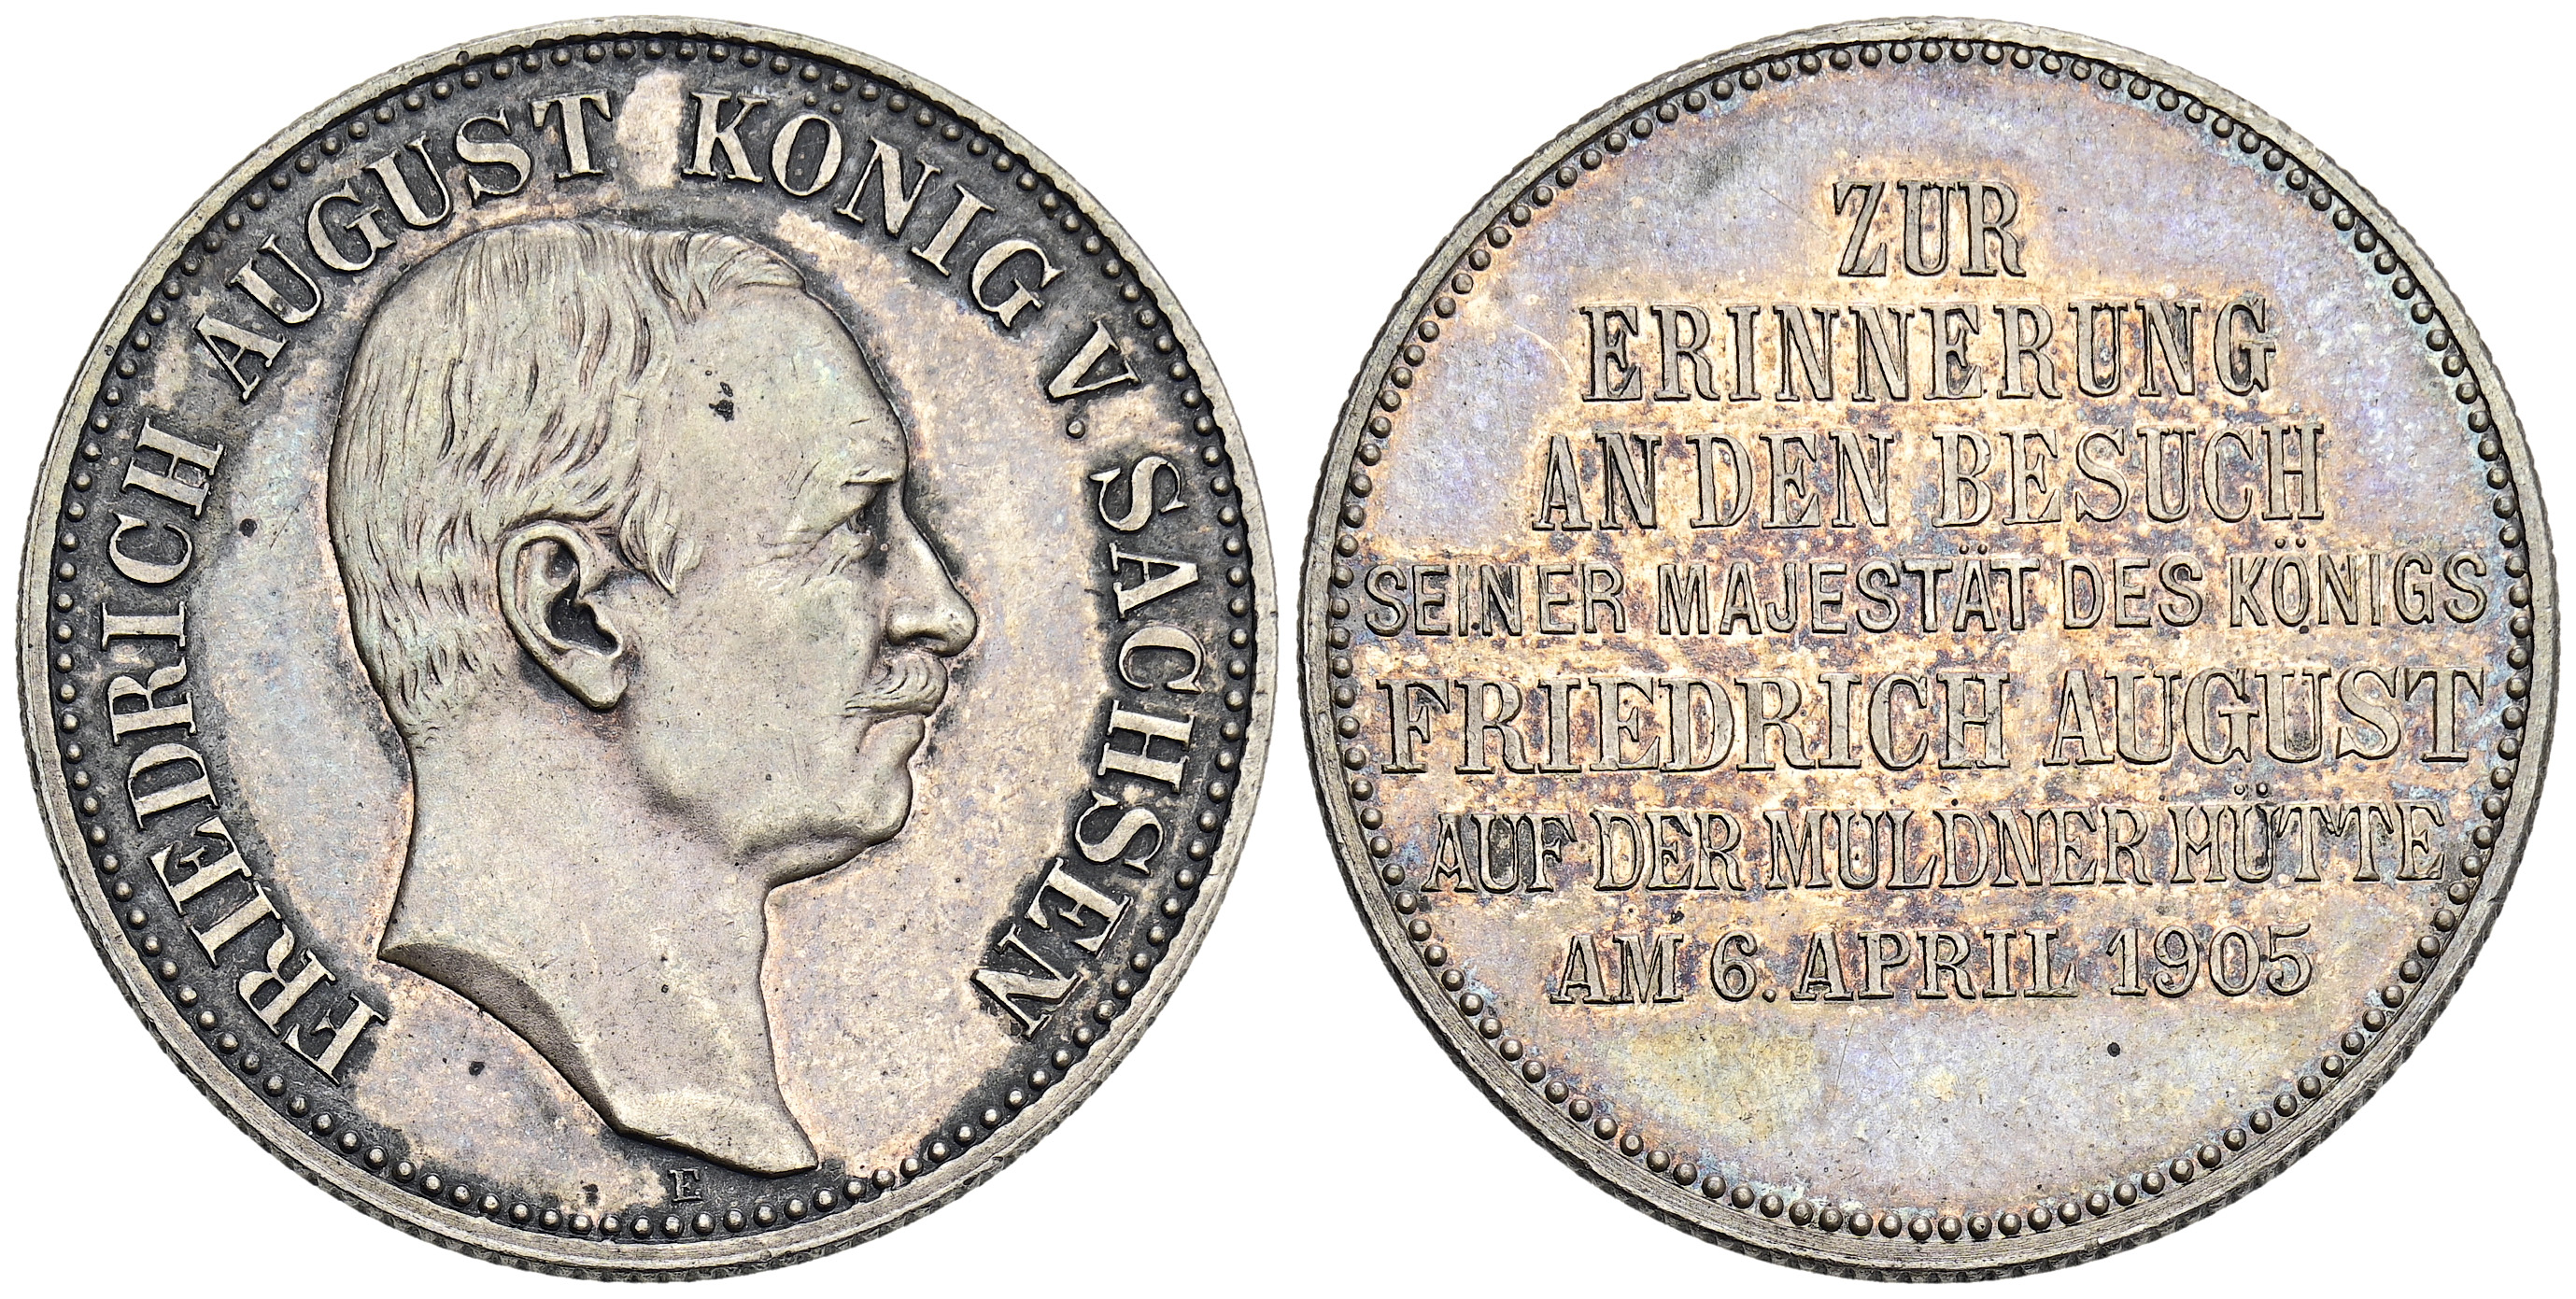 FRIEDRICH AUGUST KÖNIG V. SACHSEN
E
ZUR
ERINNERUNG
AN DEN BESUCH
SEINER MAJESTÄT DES KÖNIGS
FRIEDRICH AUGUST
AUF DER MULDNER HÜTTE
AM 6. APRIL 1905